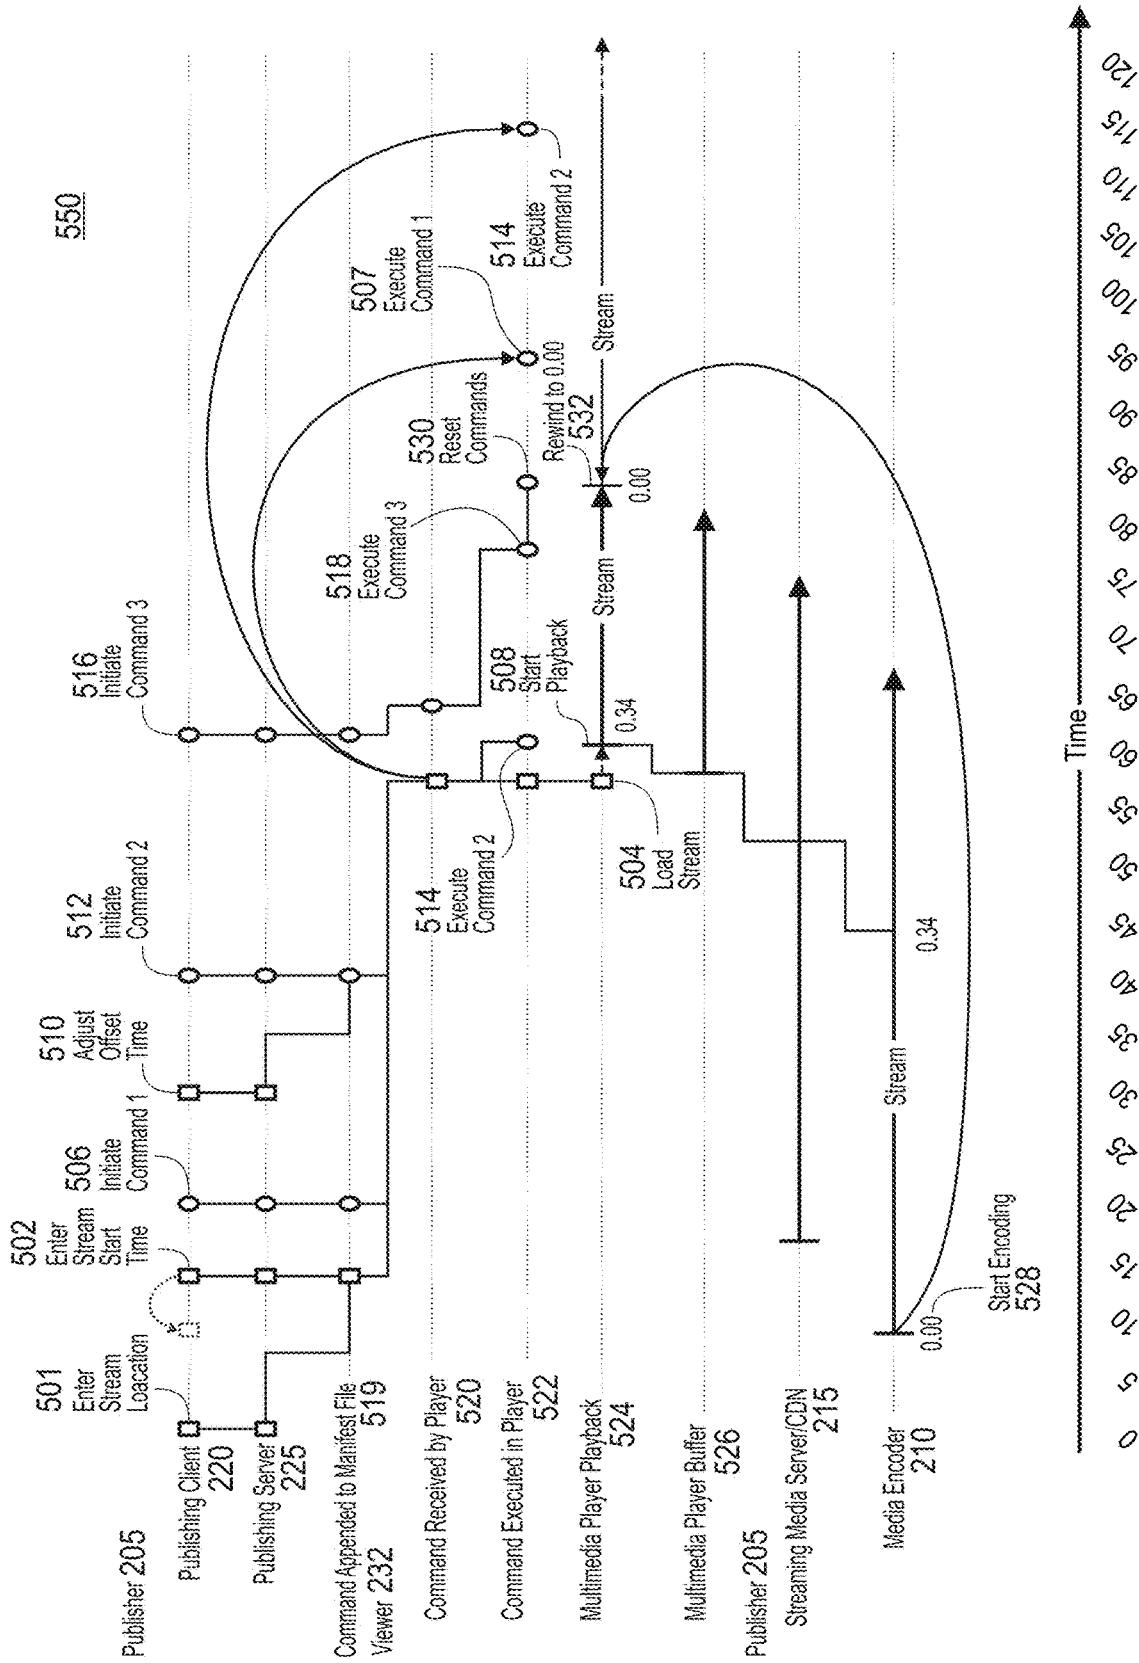 550
Publisher 205
Publishing Client
220
Publishing Server
225
Command Appended to Manifest File
519
Viewer 232
Command Received by Player
520
Command Executed in Player
522
Multimedia Player Playback
524
Multimedia Player Buffer
526
Publisher 205
Streaming Media Server/CDN
215
Media Encoder
210
501
Enter
Stream
Loacation
502
Enter
Stream
Start
Time
506
Initiate
Command 1
510
Adjust
Offset
Time
512
Initiate
Command 2
516
Initiate
Command 3
514
Execute
Command 2
504
Load
Stream
508
Start
Playback
0.34
518
Execute
Command 3
530
Reset
Commands
Rewind to 0.00
532
0.00
507
Execute
Command 1
514
Execute
Command 2
Stream
Stream
Stream
0.34
0.00
Start Encoding
528
Time
0
5
10
15
20
25
30
35
40
45
50
55
60
65
70
75
80
85
90
95
100
105
110
115
120